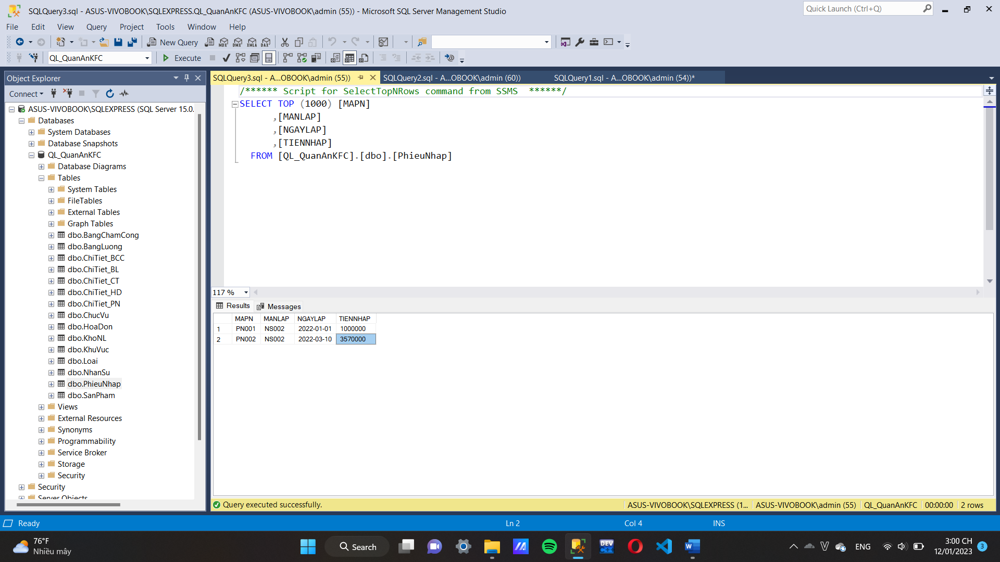 SQLQuery3.sql - ASUS-VIVOBOOK\SQLEXPRESS.QL_QuanAnKFC (ASUS-VIVOBOOK\admin (55)) - Microsoft SQL Server Management Studio
Quick Launch (Ctrl+Q)
File Edit View Query Project Tools Window Help
New Query
MDX DMX XMLA DAX
QL_QuanAnKFC
Execute
Object Explorer
SQLQuery3.sql - A...OBOOK\admin (55))
SQLQuery2.sql - A...OBOOK\admin (60))
SQLQuery1.sql - A...OBOOK\admin (54))*
Connect
ASUS-VIVOBOOK\SQLEXPRESS (SQL Server 15.0.
Databases
System Databases
Database Snapshots
QL_QuanAnKFC
Database Diagrams
Tables
System Tables
FileTables
External Tables
Graph Tables
dbo.BangChamCong
dbo.BangLuong
dbo.ChiTiet_BCC
dbo.ChiTiet_BL
dbo.ChiTiet_CT
dbo.ChiTiet_HD
dbo.ChiTiet_PN
dbo.ChucVu
dbo.HoaDon
dbo.KhoNL
dbo.KhuVuc
dbo.Loai
dbo.NhanSu
dbo.PhieuNhap
dbo.SanPham
Views
External Resources
Synonyms
Programmability
Service Broker
Storage
Security
Security
Server Objects
/****** Script for SelectTopNRows command from SSMS  ******/
SELECT TOP (1000) [MAPN]
,[MANLAP]
,[NGAYLAP]
,[TIENNHAP]
FROM [QL_QuanAnKFC].[dbo].[PhieuNhap]
117 %
Results Messages
MAPN MANLAP NGAYLAP TIENNHAP
1 PN001 NS002 2022-01-01 1000000
2 PN002 NS002 2022-03-10 3570000
Query executed successfully.
ASUS-VIVOBOOK\SQLEXPRESS (1... ASUS-VIVOBOOK\admin (55) QL_QuanAnKFC 00:00:00 2 rows
Ready
Ln 2
Col 4
INS
76°F
Nhiều mây
Search
DEV C++
ENG
3:00 CH
12/01/2023
3